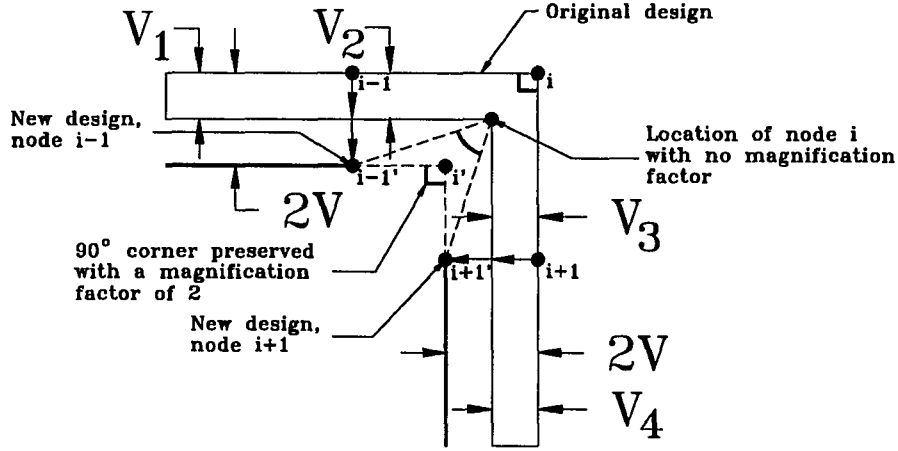 Original design
V1
V2
i-1
i
New design,
node i-1
Location of node i
with no magnification
factor
i-1'
i'
2V
V3
90° corner preserved
with a magnification
factor of 2
i+1'
i+1
New design,
node i+1
2V
V4